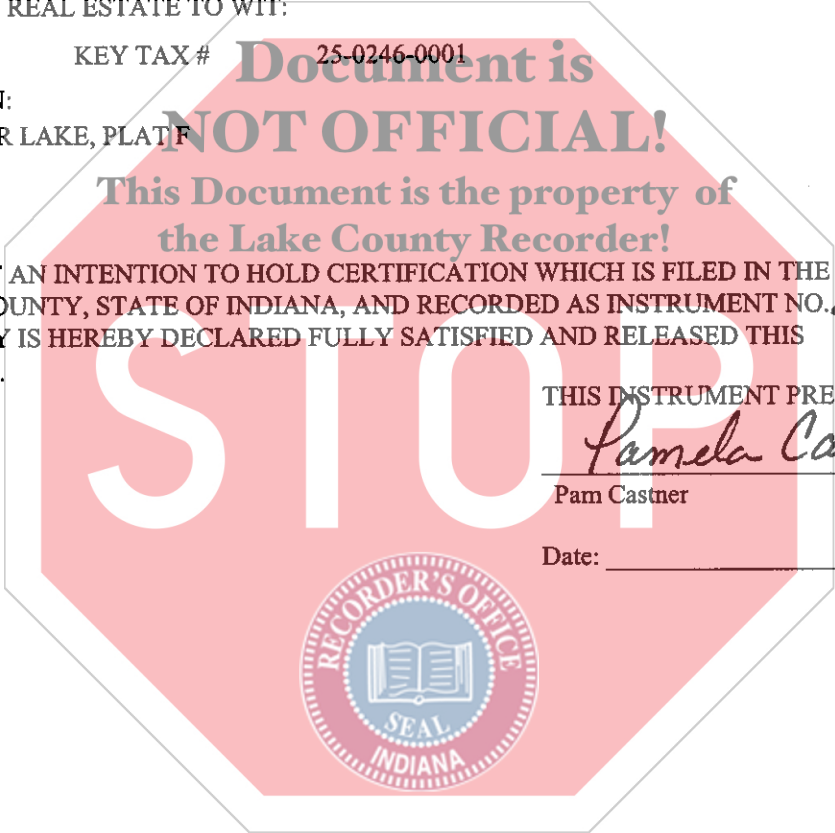 REAL ESTATE TO WIT:
KEY TAX # 25-0246-0001
Document is
N:
NOT OFFICIAL!
R LAKE, PLAT F
This Document is the property of
the Lake County Recorder!
AN INTENTION TO HOLD CERTIFICATION WHICH IS FILED IN THE
OUNTY, STATE OF INDIANA, AND RECORDED AS INSTRUMENT NO.
Y IS HEREBY DECLARED FULLY SATISFIED AND RELEASED THIS
.
STOP
THIS INSTRUMENT PRE
Pamela Ca
Pam Castner
Date:
RECORDER'S OFFICE
SEAL
INDIANA